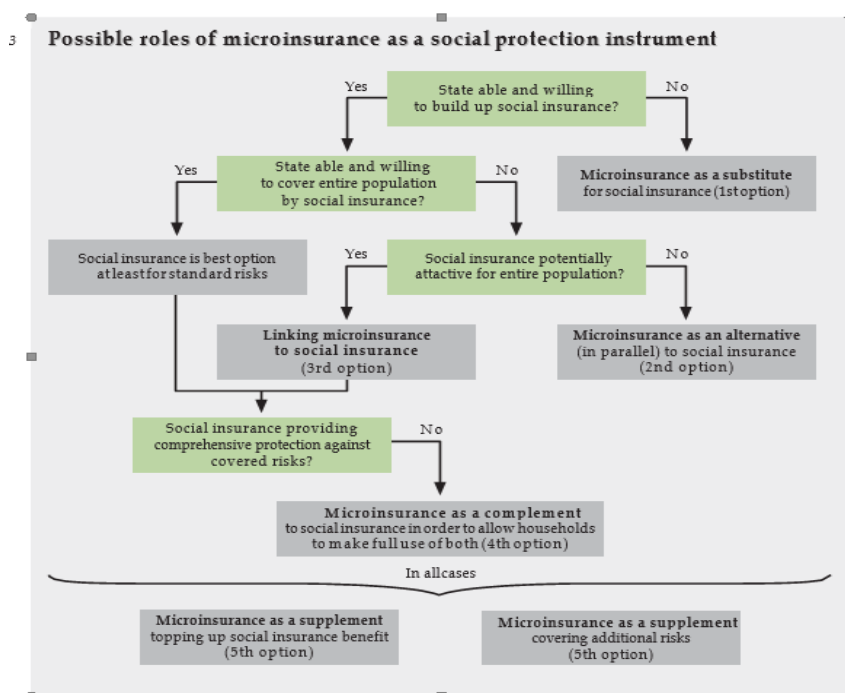 3
Possible roles of microinsurance as a social protection instrument
State able and willing
to build up social insurance?
Yes
No
State able and willing
to cover entire population
by social insurance?
Yes
No
Microinsurance as a substitute
for social insurance (1st option)
Social insurance is best option
at least for standard risks
Social insurance potentially
attactive for entire population?
Yes
No
Linking microinsurance
to social insurance
(3rd option)
Microinsurance as an alternative
(in parallel) to social insurance
(2nd option)
Social insurance providing
comprehensive protection against
covered risks?
No
Microinsurance as a complement
to social insurance in order to allow households
to make full use of both (4th option)
In all cases
Microinsurance as a supplement
topping up social insurance benefit
(5th option)
Microinsurance as a supplement
covering additional risks
(5th option)